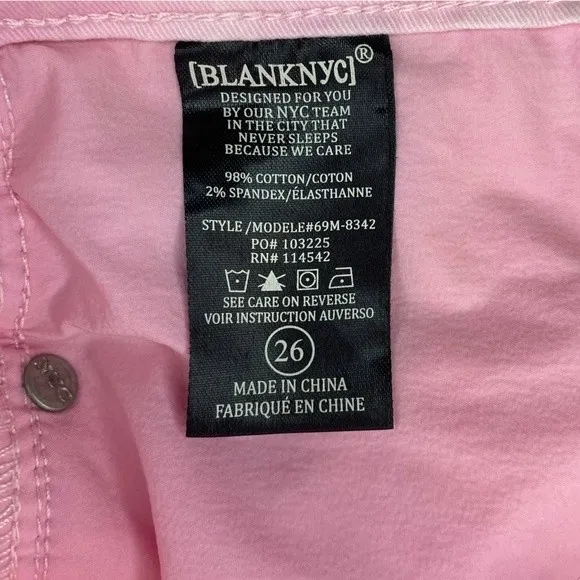 [BLANKNYC]®
DESIGNED FOR YOU
BY OUR NYC TEAM
IN THE CITY THAT
NEVER SLEEPS
BECAUSE WE CARE
98% COTTON/COTON
2% SPANDEX/ÉLASTHANNE
STYLE/MODELE#69M-8342
PO# 103225
RN# 114542
SEE CARE ON REVERSE
VOIR INSTRUCTION AUVERSO
26
MADE IN CHINA
FABRIQUÉ EN CHINE